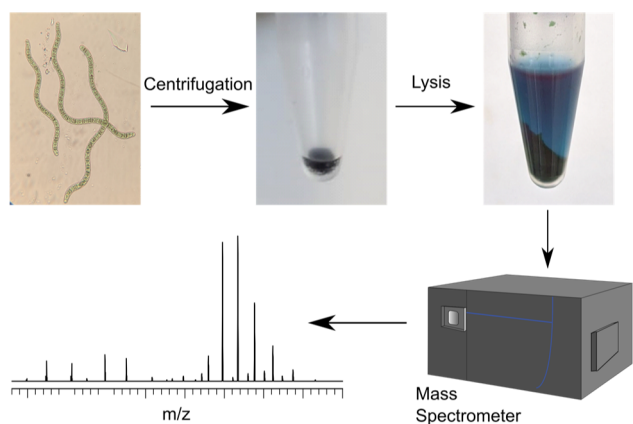 Centrifugation
Lysis
Mass
Spectrometer
m/z